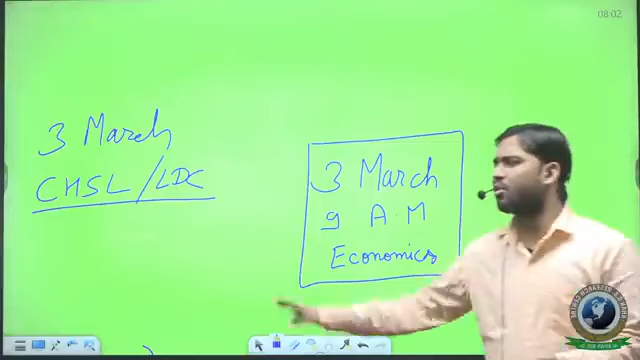 08:02
3 March
CHSL/LDC
3 March
9 A.M
Economics